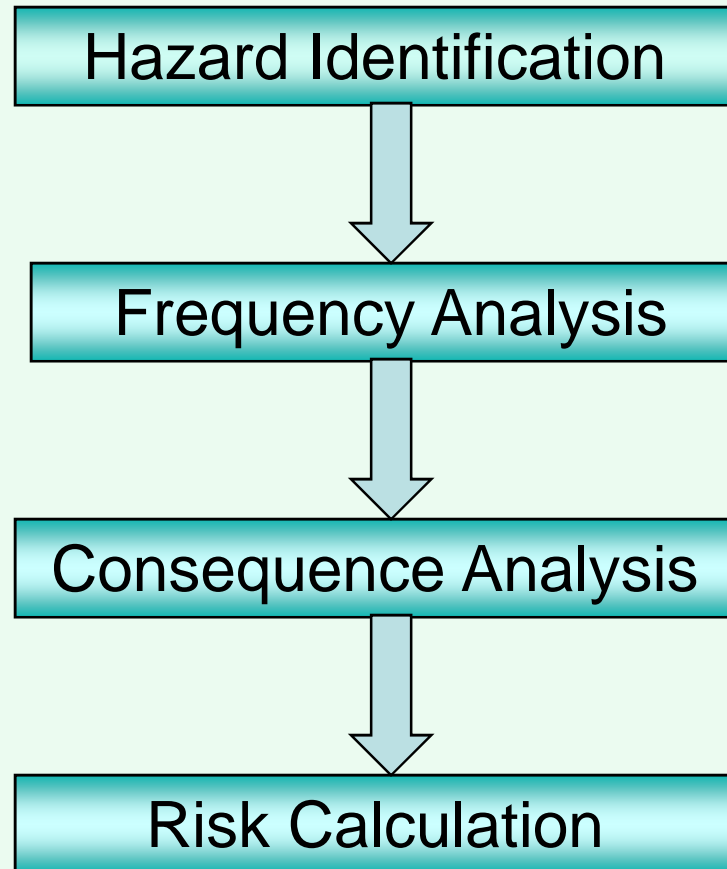 Hazard Identification
Frequency Analysis
Consequence Analysis
Risk Calculation